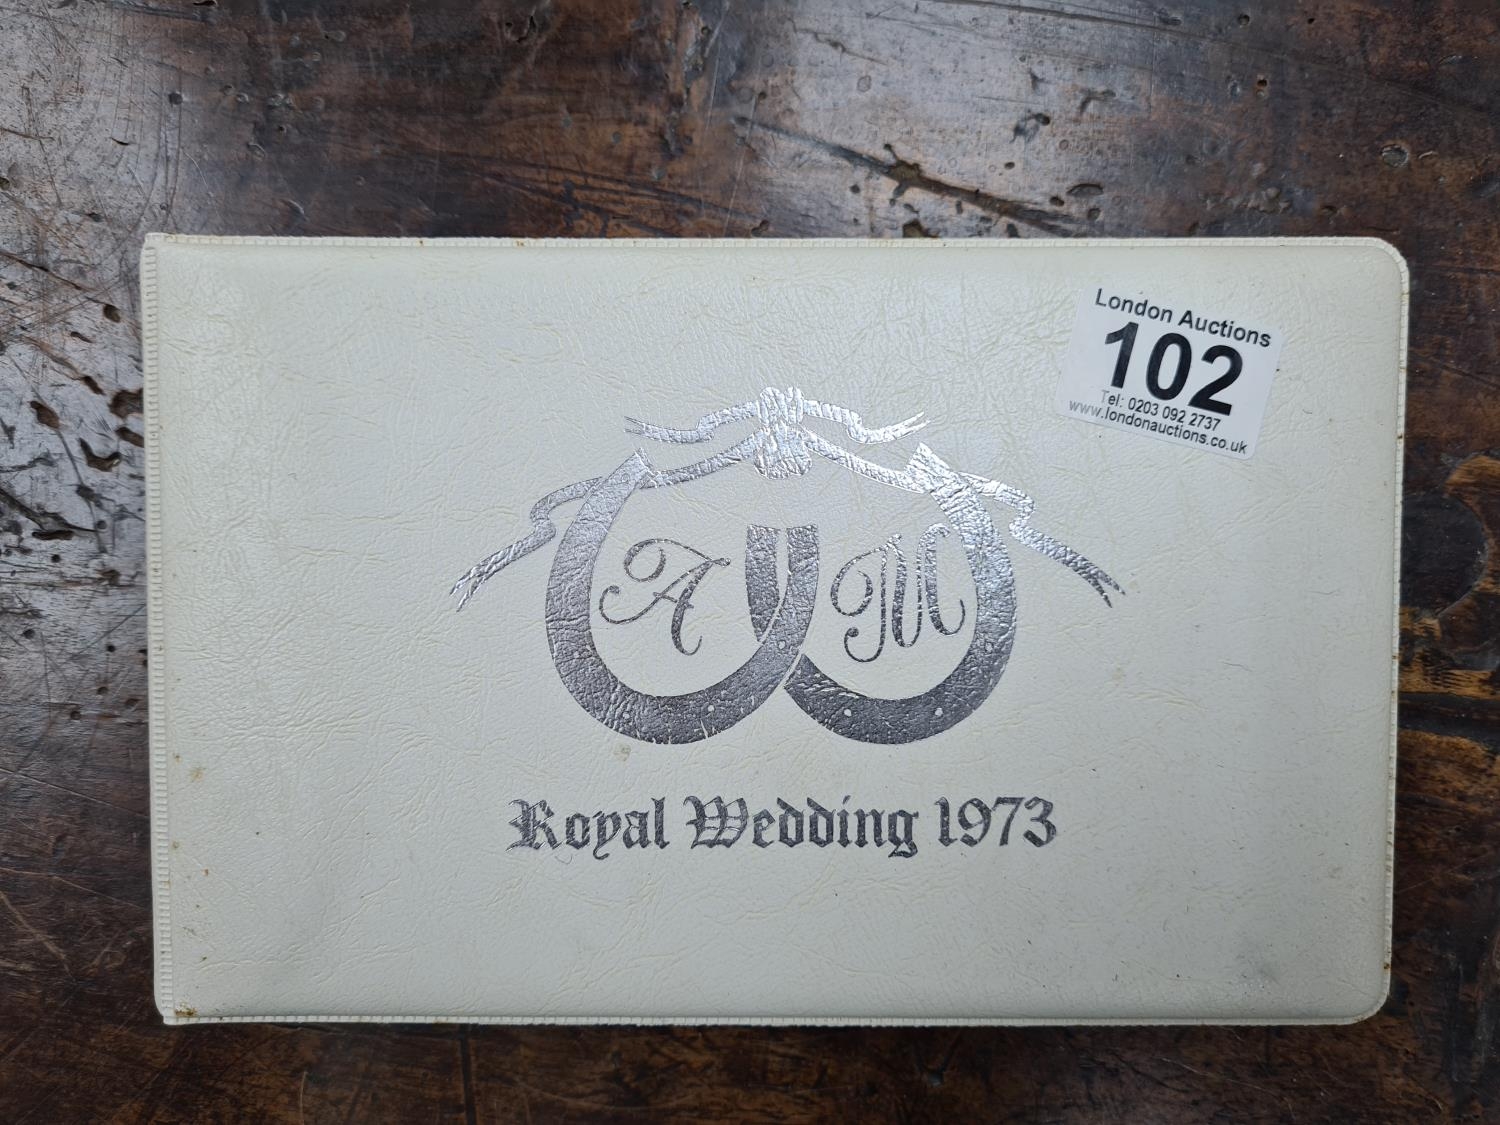 London Auctions
102
Tel: 0203 092 2737
www.londonauctions.co.uk
A M
Royal Wedding 1973